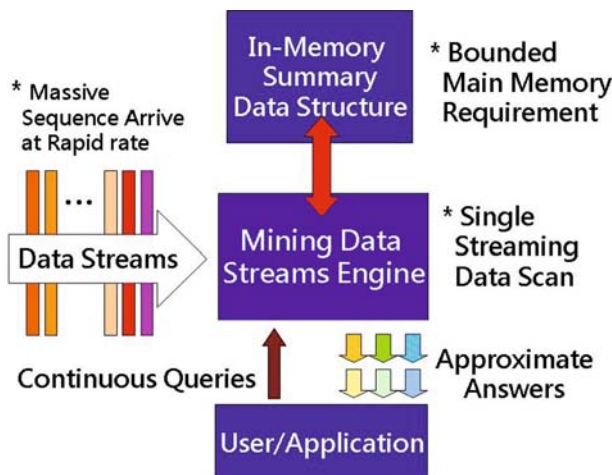 In-Memory
Summary
Data Structure
* Bounded
Main Memory
Requirement
* Massive
Sequence Arrive
at Rapid rate
...
Data Streams
Mining Data
Streams Engine
* Single
Streaming
Data Scan
Continuous Queries
Approximate
Answers
User/Application